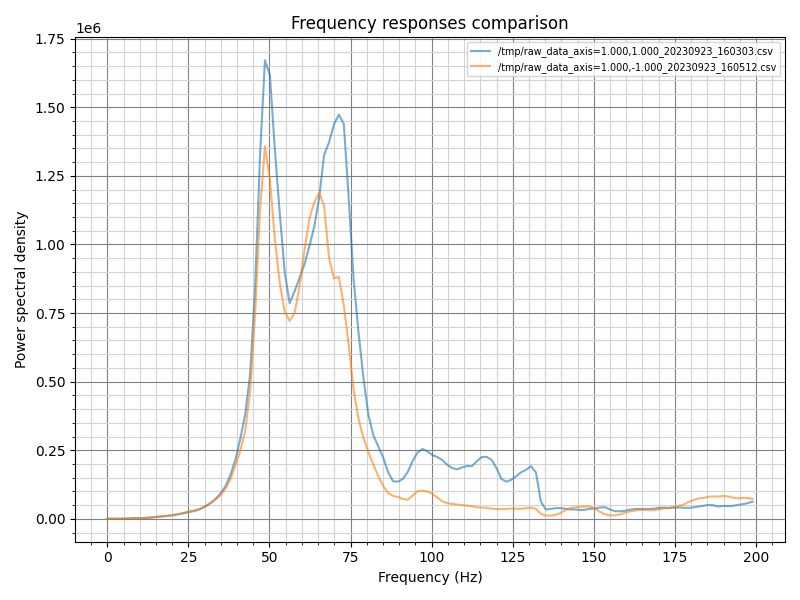 Frequency responses comparison
1e6
/tmp/raw_data_axis=1.000,1.000_20230923_160303.csv
/tmp/raw_data_axis=1.000,-1.000_20230923_160512.csv
1.75
1.50
1.25
1.00
0.75
0.50
0.25
0.00
Power spectral density
0 25 50 75 100 125 150 175 200
Frequency (Hz)